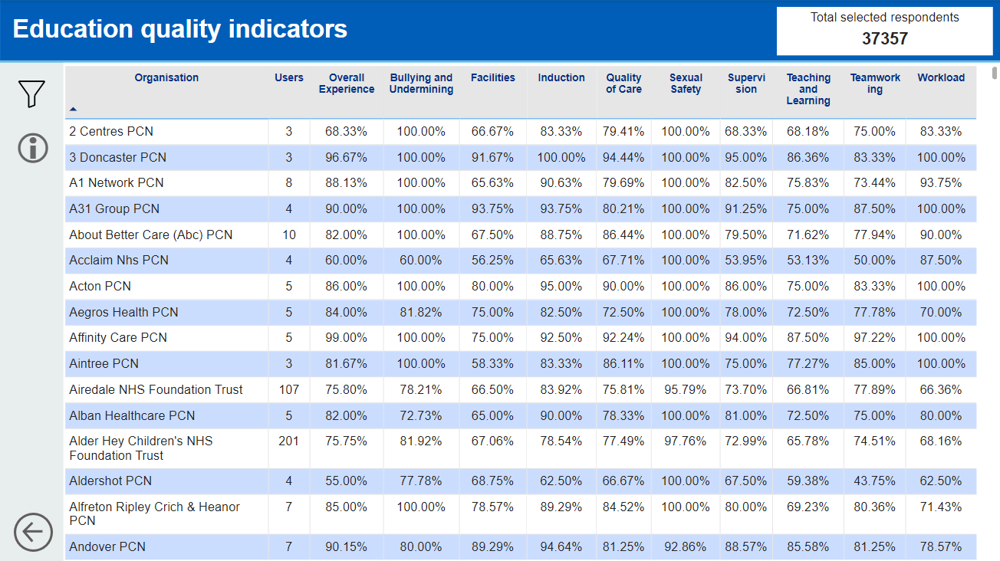 Education quality indicators
Total selected respondents
37357
Organisation Users Overall Experience Bullying and Undermining Facilities Induction Quality of Care Sexual Safety Supervision Teaching and Learning Teamworking Workload
2 Centres PCN 3 68.33% 100.00% 66.67% 83.33% 79.41% 100.00% 68.33% 68.18% 75.00% 83.33%
3 Doncaster PCN 3 96.67% 100.00% 91.67% 100.00% 94.44% 100.00% 95.00% 86.36% 83.33% 100.00%
A1 Network PCN 8 88.13% 100.00% 65.63% 90.63% 79.69% 100.00% 82.50% 75.83% 73.44% 93.75%
A31 Group PCN 4 90.00% 100.00% 93.75% 93.75% 80.21% 100.00% 91.25% 75.00% 87.50% 100.00%
About Better Care (Abc) PCN 10 82.00% 100.00% 67.50% 88.75% 86.44% 100.00% 79.50% 71.62% 77.94% 90.00%
Acclaim Nhs PCN 4 60.00% 60.00% 56.25% 65.63% 67.71% 100.00% 53.95% 53.13% 50.00% 87.50%
Acton PCN 5 86.00% 100.00% 80.00% 95.00% 90.00% 100.00% 86.00% 75.00% 83.33% 100.00%
Aegros Health PCN 5 84.00% 81.82% 75.00% 82.50% 72.50% 100.00% 78.00% 72.50% 77.78% 70.00%
Affinity Care PCN 5 99.00% 100.00% 75.00% 92.50% 92.24% 100.00% 94.00% 87.50% 97.22% 100.00%
Aintree PCN 3 81.67% 100.00% 58.33% 83.33% 86.11% 100.00% 75.00% 77.27% 85.00% 100.00%
Airedale NHS Foundation Trust 107 75.80% 78.21% 66.50% 83.92% 75.81% 95.79% 73.70% 66.81% 77.89% 66.36%
Alban Healthcare PCN 5 82.00% 72.73% 65.00% 90.00% 78.33% 100.00% 81.00% 72.50% 75.00% 80.00%
Alder Hey Children's NHS Foundation Trust 201 75.75% 81.92% 67.06% 78.54% 77.49% 97.76% 72.99% 65.78% 74.51% 68.16%
Aldershot PCN 4 55.00% 77.78% 68.75% 62.50% 66.67% 100.00% 67.50% 59.38% 43.75% 62.50%
Alfreton Ripley Crich & Heanor PCN 7 85.00% 100.00% 78.57% 89.29% 84.52% 100.00% 80.00% 69.23% 80.36% 71.43%
Andover PCN 7 90.15% 80.00% 89.29% 94.64% 81.25% 92.86% 88.57% 85.58% 81.25% 78.57%